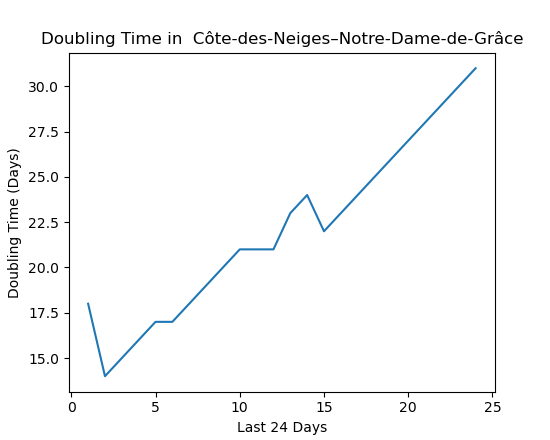 Doubling Time in  Côte-des-Neiges–Notre-Dame-de-Grâce
30.0
27.5
25.0
22.5
20.0
17.5
15.0
Doubling Time (Days)
0 5 10 15 20 25
Last 24 Days